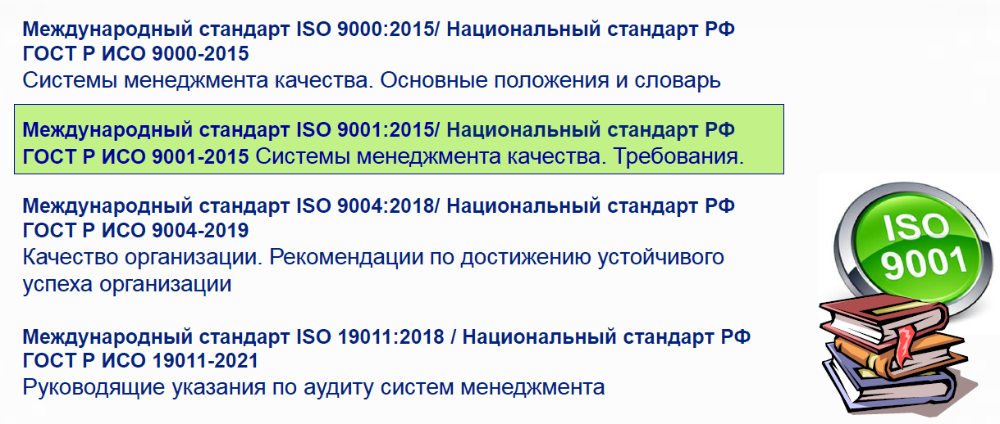 Международный стандарт ISO 9000:2015/ Национальный стандарт РФ
ГОСТ Р ИСО 9000-2015
Системы менеджмента качества. Основные положения и словарь
Международный стандарт ISO 9001:2015/ Национальный стандарт РФ
ГОСТ Р ИСО 9001-2015 Системы менеджмента качества. Требования.
Международный стандарт ISO 9004:2018/ Национальный стандарт РФ
ГОСТ Р ИСО 9004-2019
Качество организации. Рекомендации по достижению устойчивого
успеха организации
Международный стандарт ISO 19011:2018 / Национальный стандарт РФ
ГОСТ Р ИСО 19011-2021
Руководящие указания по аудиту систем менеджмента
ISO
9001